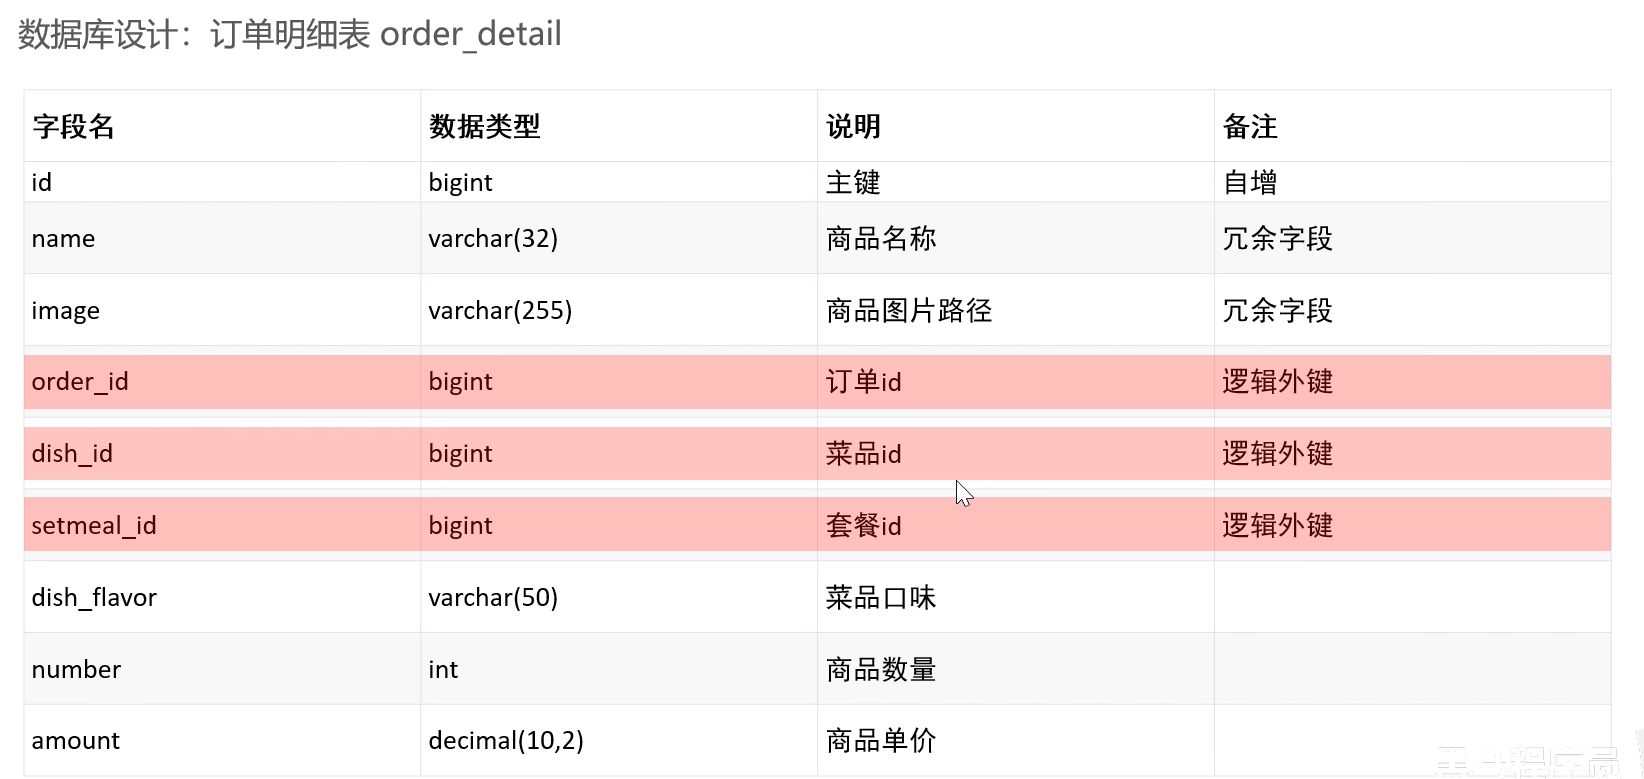 数据库设计：订单明细表 order_detail
字段名 数据类型 说明 备注
id bigint 主键 自增
name varchar(32) 商品名称 冗余字段
image varchar(255) 商品图片路径 冗余字段
order_id bigint 订单id 逻辑外键
dish_id bigint 菜品id 逻辑外键
setmeal_id bigint 套餐id 逻辑外键
dish_flavor varchar(50) 菜品口味
number int 商品数量
amount decimal(10,2) 商品单价